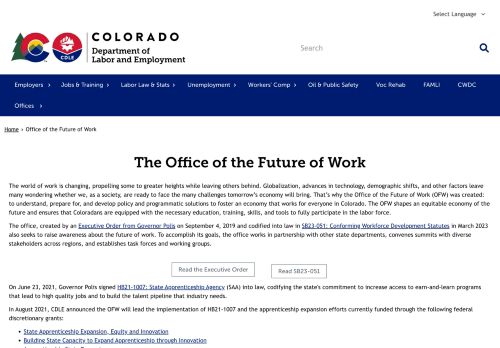 Select Language
COLORADO
Department of
Labor and Employment
CDLE
Search
Employers
Jobs & Training
Labor Law & Stats
Unemployment
Workers' Comp
Oil & Public Safety
Voc Rehab
FAMLI
CWDC
Offices
Home › Office of the Future of Work
The Office of the Future of Work
The world of work is changing, propelling some to greater heights while leaving others behind. Globalization, advances in technology, demographic shifts, and other factors leave
many wondering whether we, as a society, are ready to face the many challenges tomorrow's economy will bring. That's why the Office of the Future of Work (OFW) was created:
to understand, prepare for, and develop policy and programmatic solutions to foster an economy that works for everyone in Colorado. The OFW shapes an equitable economy of the
future and ensures that Coloradans are equipped with the necessary education, training, skills, and tools to fully participate in the labor force.
The office, created by an Executive Order from Governor Polis on September 4, 2019 and codified into law in SB23-051: Conforming Workforce Development Statutes in March 2023
also seeks to raise awareness about the future of work. To accomplish its goals, the office works in partnership with other state departments, convenes summits with diverse
stakeholders across regions, and establishes task forces and working groups.
Read the Executive Order
Read SB23-051
On June 23, 2021, Governor Polis signed HB21-1007: State Apprenticeship Agency (SAA) into law, codifying the state's commitment to increase access to earn-and-learn programs
that lead to high quality jobs and to build the talent pipeline that industry needs.
In August 2021, CDLE announced the OFW will lead the implementation of HB21-1007 and the apprenticeship expansion efforts currently funded through the following federal
discretionary grants:
State Apprenticeship Expansion, Equity and Innovation
Building State Capacity to Expand Apprenticeship through Innovation